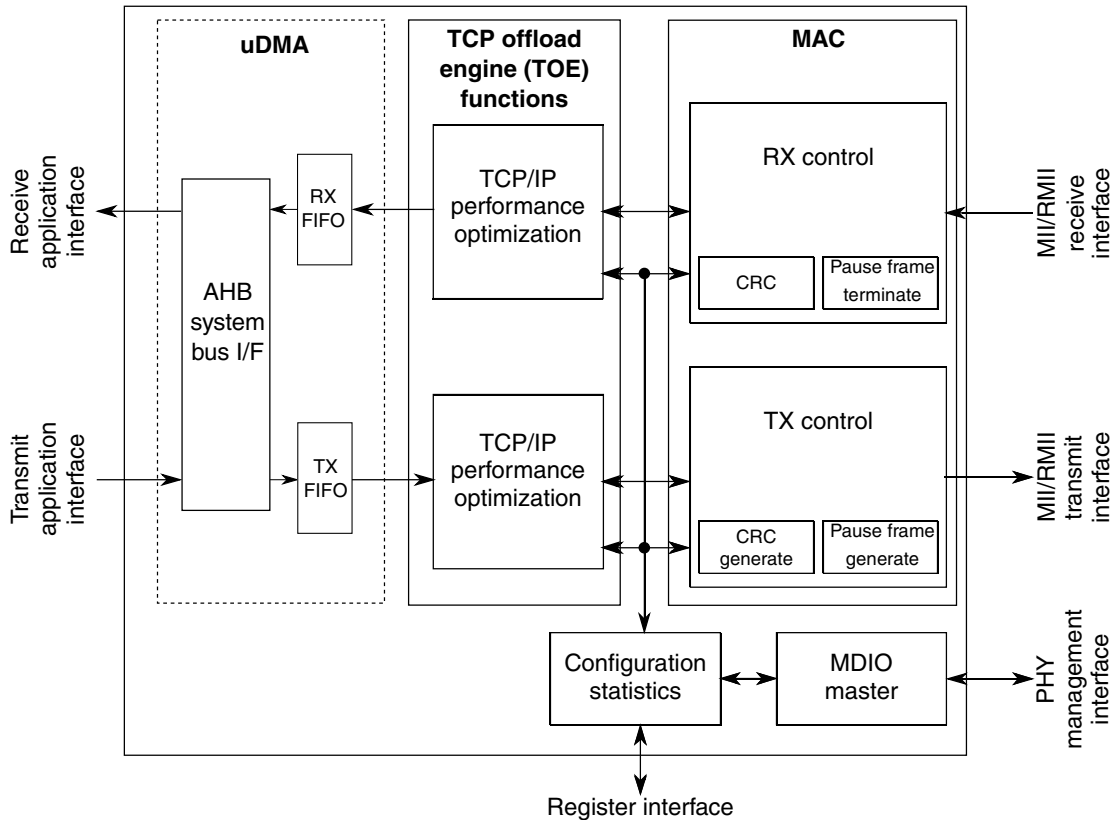 uDMA
TCP offload
engine (TOE)
functions
MAC
Receive
application
interface
AHB
system
bus I/F
RX
FIFO
TCP/IP
performance
optimization
RX control
CRC
Pause frame
terminate
MII/RMII
receive
interface
Transmit
application
interface
TX
FIFO
TCP/IP
performance
optimization
TX control
CRC
generate
Pause frame
generate
MII/RMII
transmit
interface
Configuration
statistics
MDIO
master
PHY
management
interface
Register interface